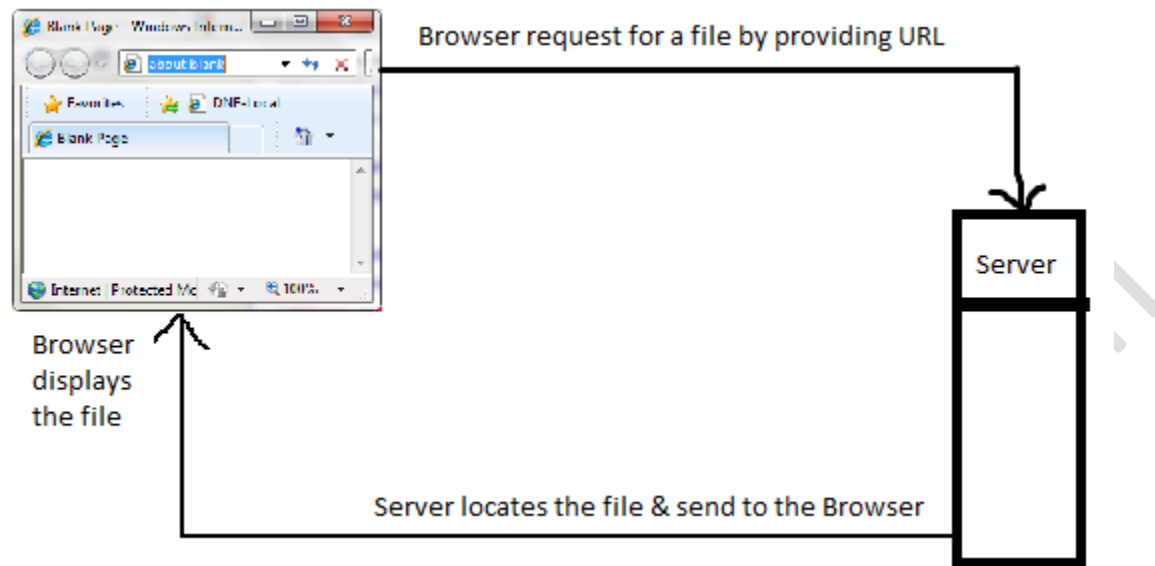 Blank Page - Windows Intern...
Browser request for a file by providing URL
about:blank
Favorites DNF-Local
Blank Page
Server
Internet | Protected Mo 100%
Browser
displays
the file
Server locates the file & send to the Browser